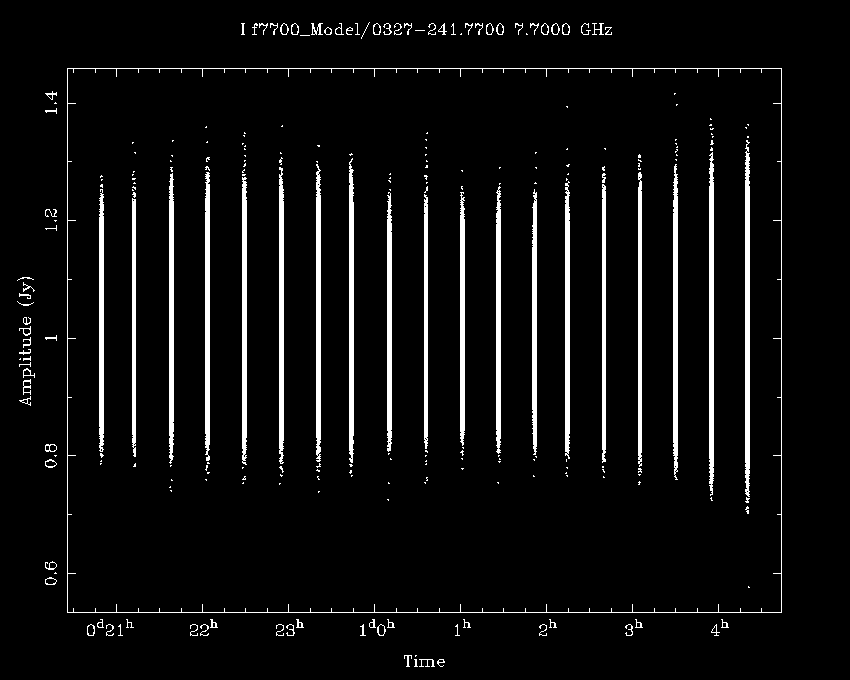 I f7700_Model/0327-241.7700 7.7000 GHz
1.4
1.2
1
0.8
0.6
Amplitude (Jy)
0ᵈ21ʰ 22ʰ 23ʰ 1ᵈ0ʰ 1ʰ 2ʰ 3ʰ 4ʰ
Time